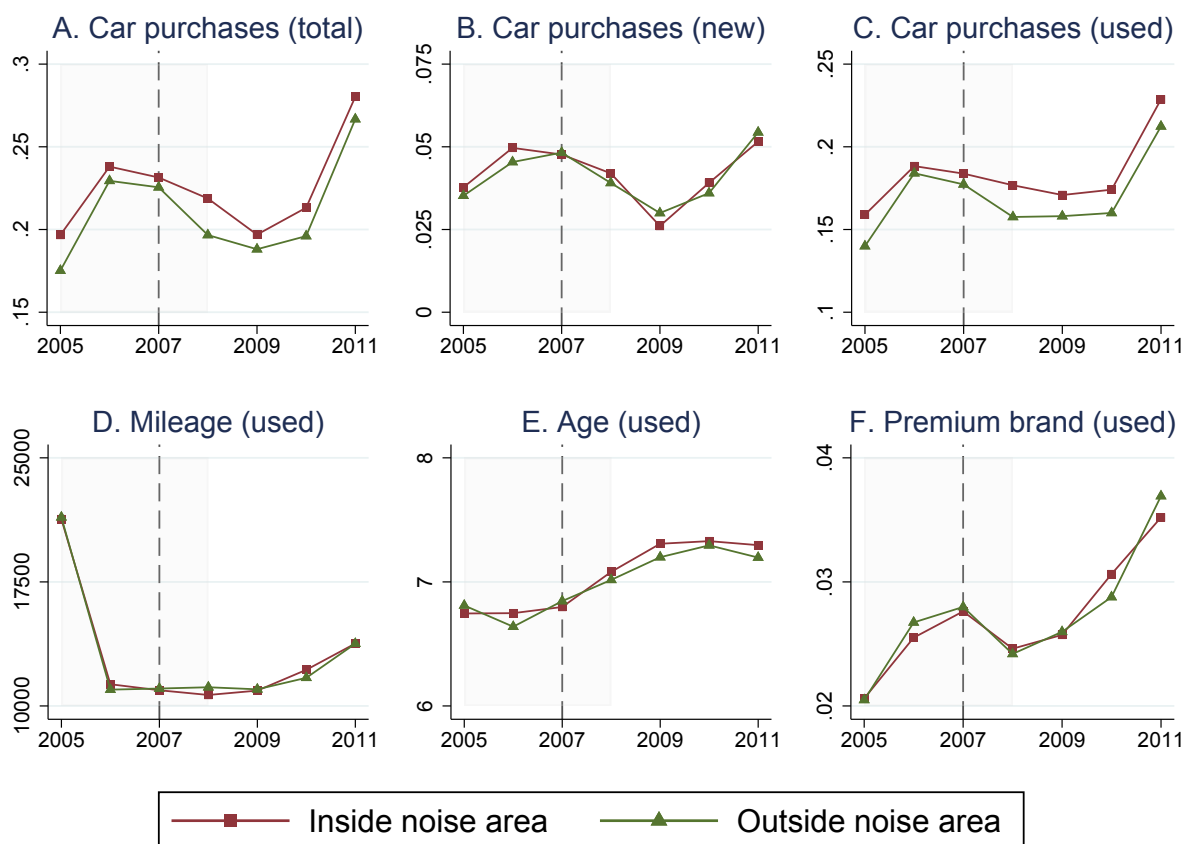 A. Car purchases (total)
B. Car purchases (new)
C. Car purchases (used)
.3
.25
.2
.15
2005 2007 2009 2011
.075
.05
.025
0
2005 2007 2009 2011
.25
.2
.15
.1
2005 2007 2009 2011
D. Mileage (used)
E. Age (used)
F. Premium brand (used)
25000
17500
10000
2005 2007 2009 2011
8
7
6
2005 2007 2009 2011
.04
.03
.02
2005 2007 2009 2011
Inside noise area
Outside noise area